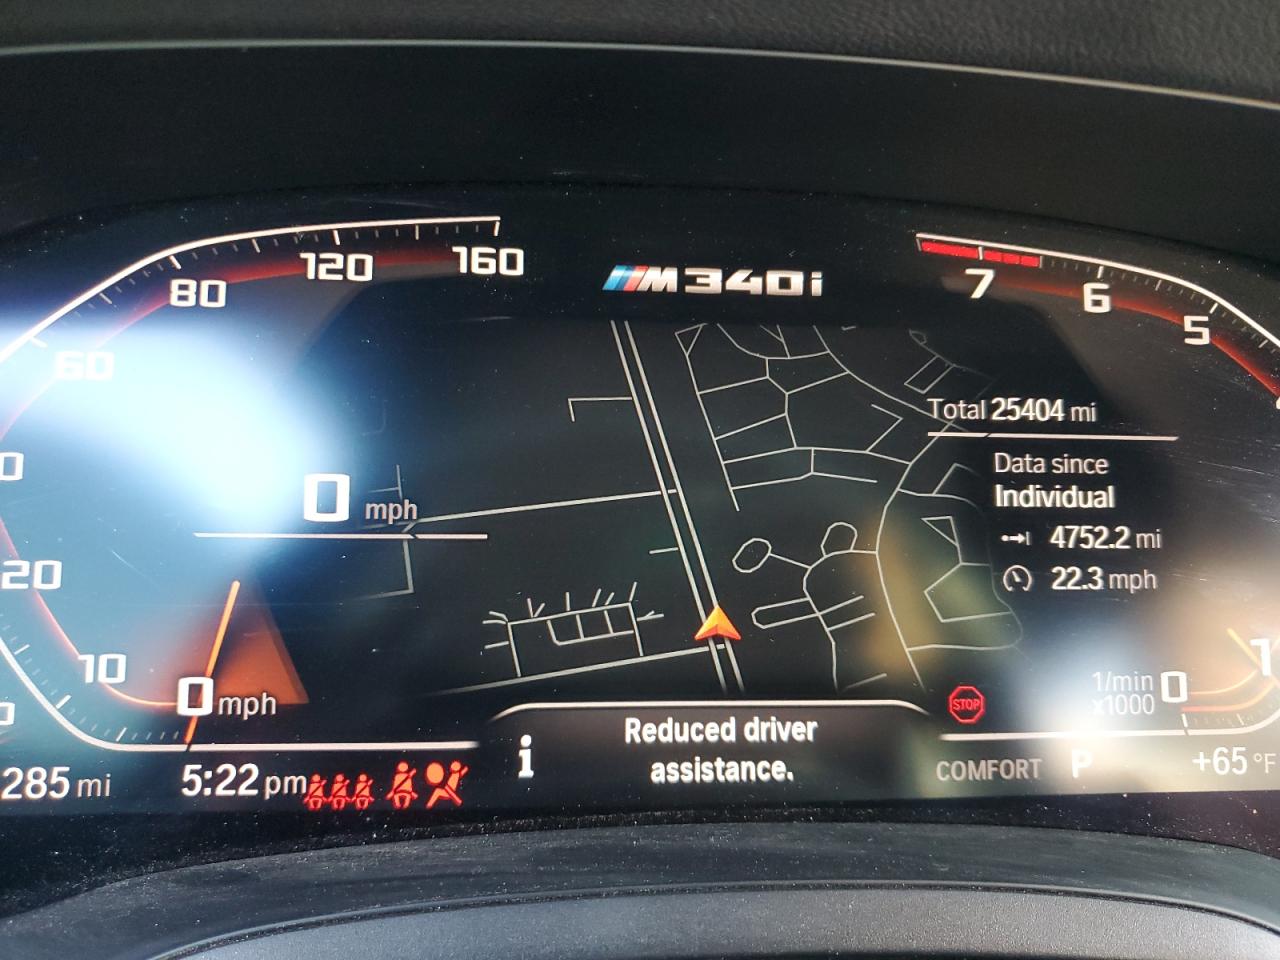 160
120
80
60
20
10
0 mph
0 mph
M340i
7
6
5
Total 25404 mi
Data since
Individual
4752.2 mi
22.3 mph
STOP
1/min
x1000
0
1
Reduced driver
assistance.
285 mi
5:22 pm
COMFORT
P
+65 °F